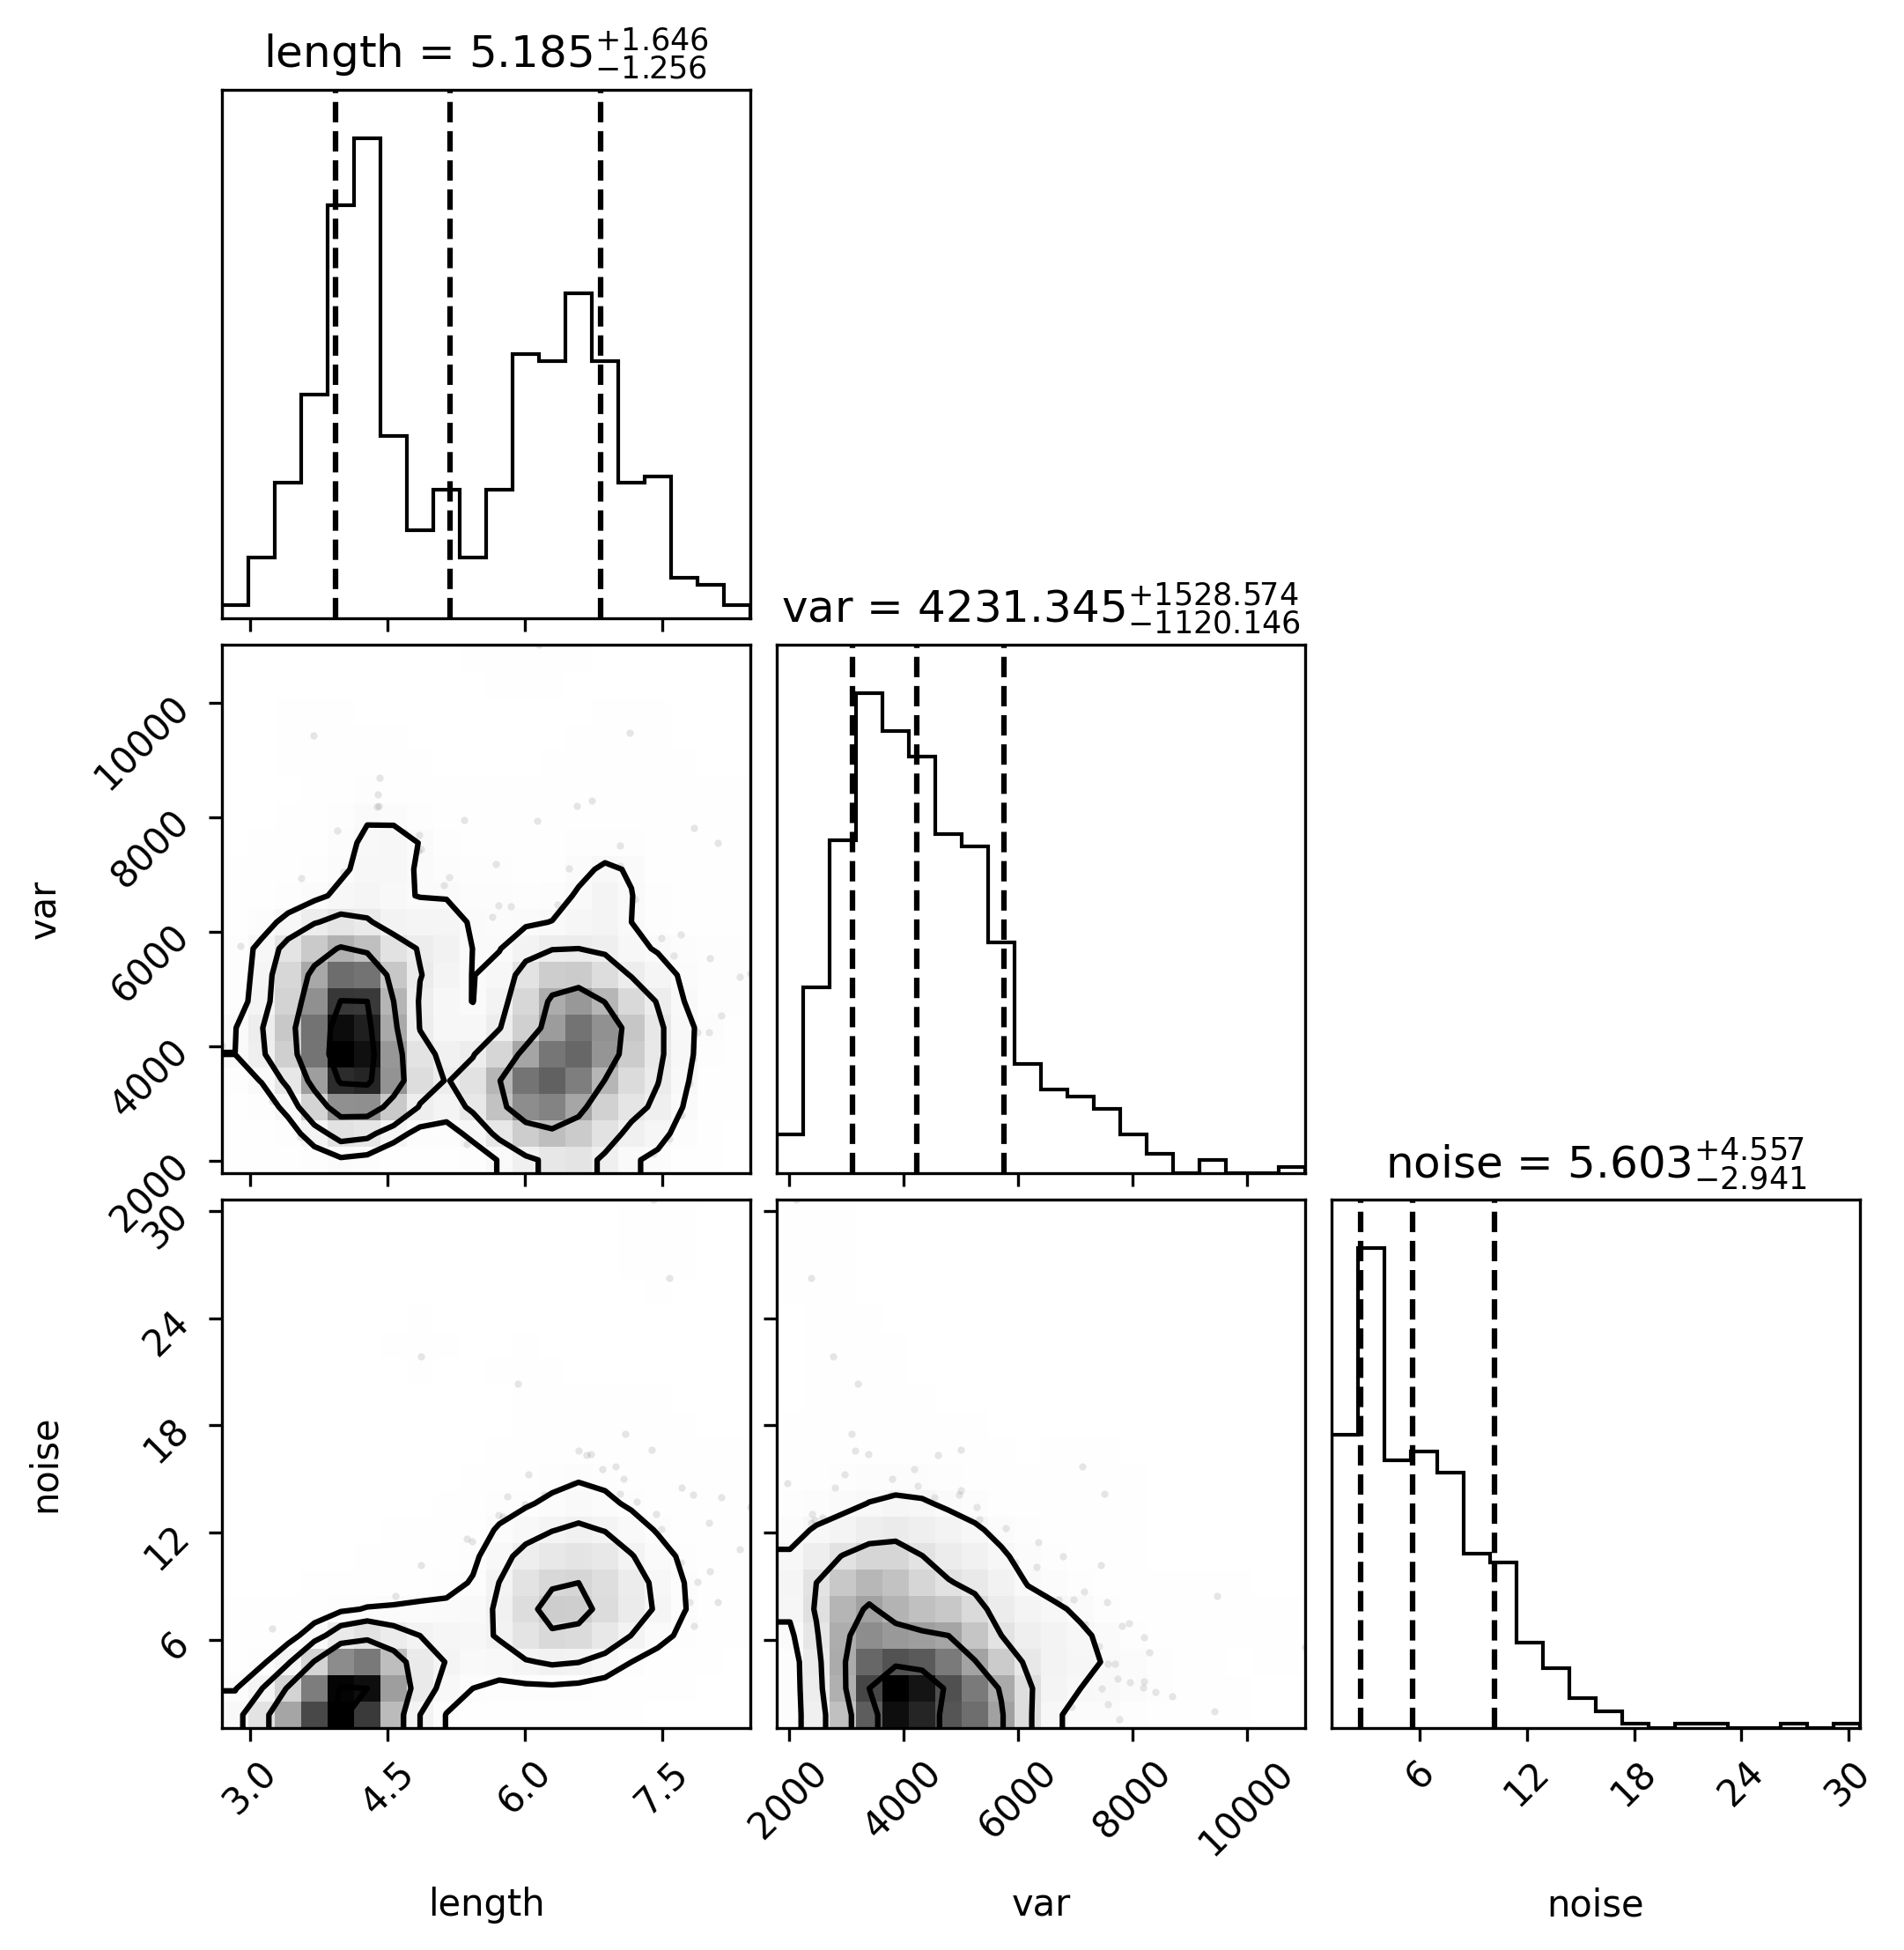 length = 5.185 +1.646 −1.256
var = 4231.345 +1528.574 −1120.146
10000
8000
6000
4000
2000
var
noise = 5.603 +4.557 −2.941
30
24
18
12
6
noise
3.0 4.5 6.0 7.5
2000 4000 6000 8000 10000
6 12 18 24 30
length var noise